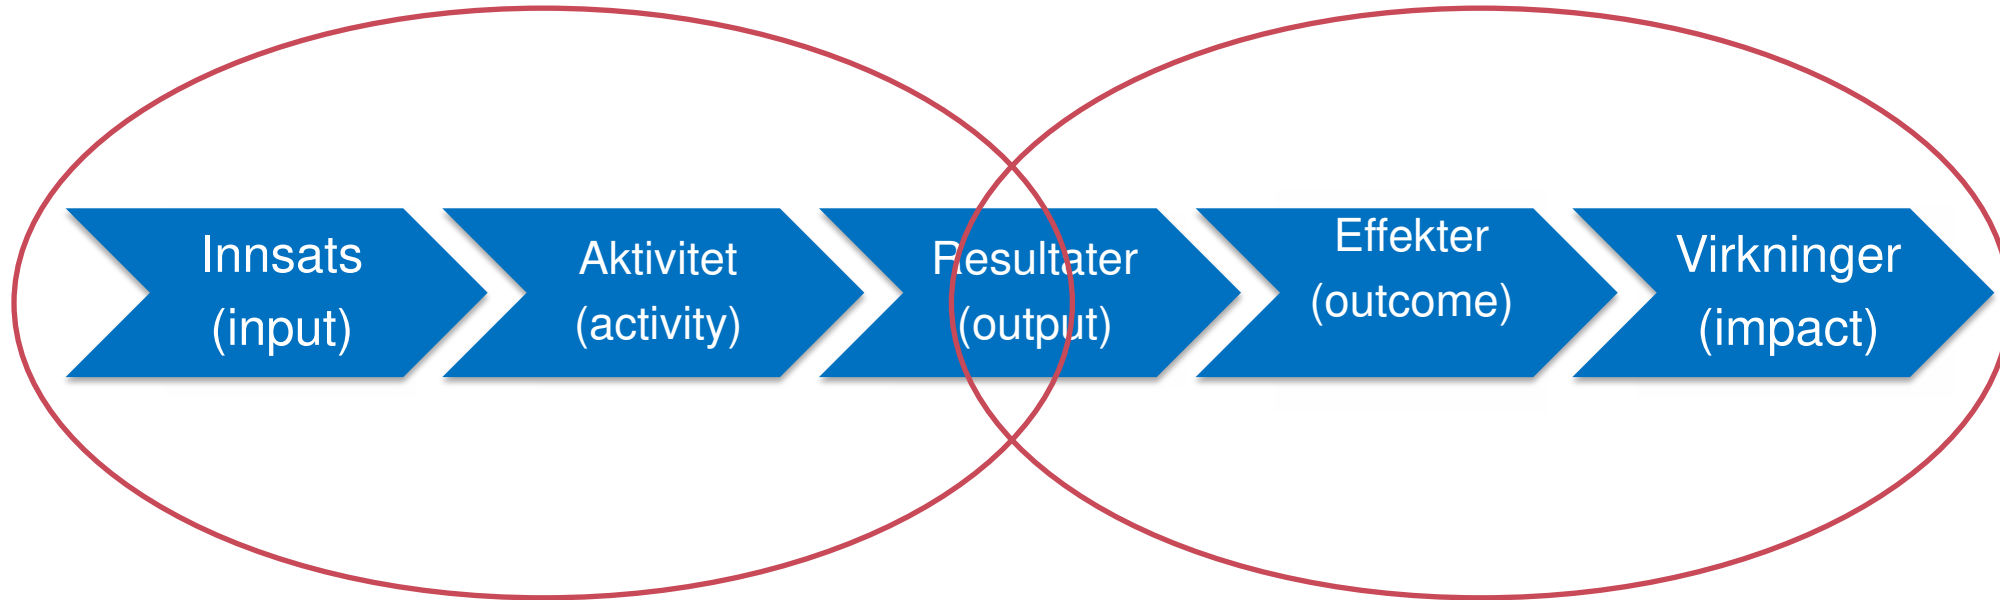 Innsats
(input)
Aktivitet
(activity)
Resultater
(output)
Effekter
(outcome)
Virkninger
(impact)